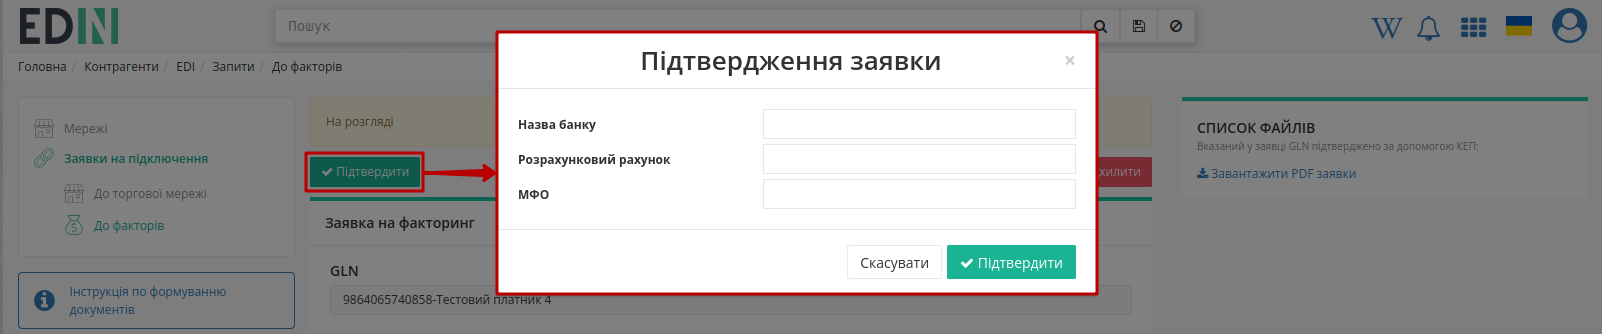 EDIN
Пошук
W
Головна / Контрагенти / EDI / Запити / До факторів
Мережі
Заявки на підключення
До торгової мережі
До факторів
Інструкція по формуванню
документів
На розгляді
Підтвердити
хилити
Заявка на факторинг
GLN
9864065740858-Тестовий платник 4
Підтвердження заявки
×
Назва банку
Розрахунковий рахунок
МФО
Скасувати
Підтвердити
СПИСОК ФАЙЛІВ
Вказаний у заявці GLN підтверджено за допомогою КЕП:
Завантажити PDF заявки